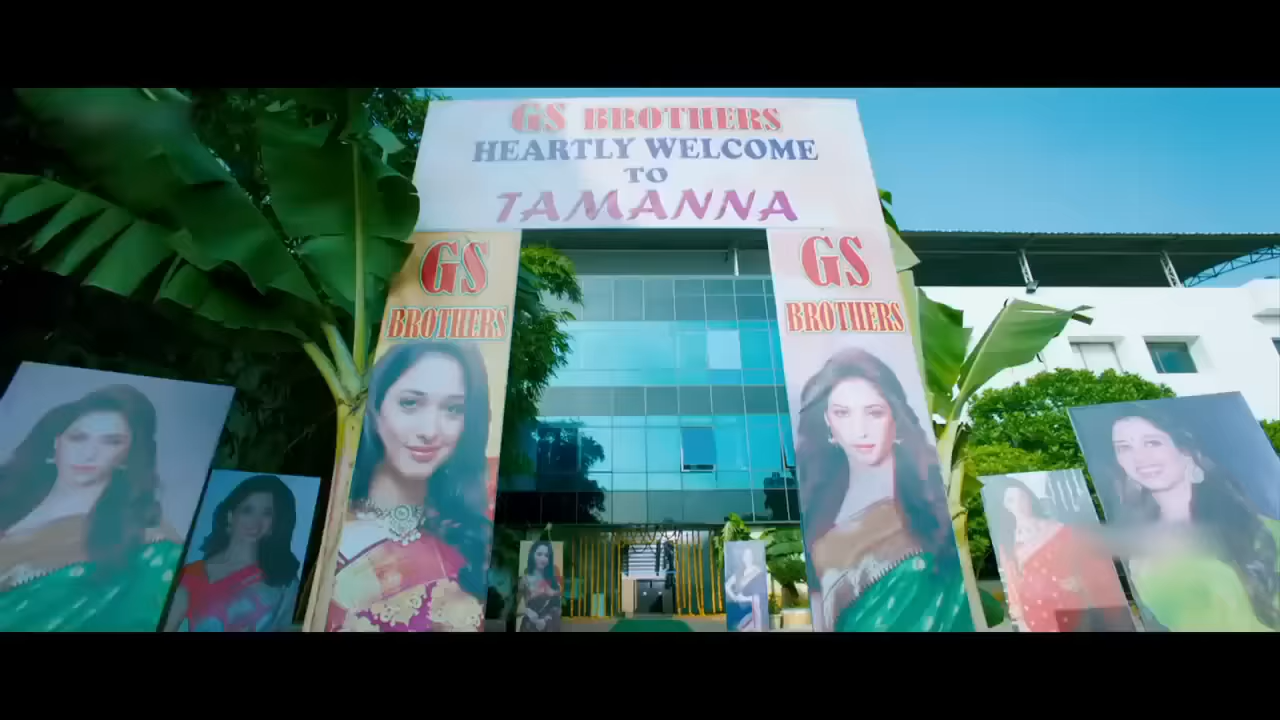 GS BROTHERS
HEARTLY WELCOME
TO
TAMANNA
GS
BROTHERS
GS
BROTHERS